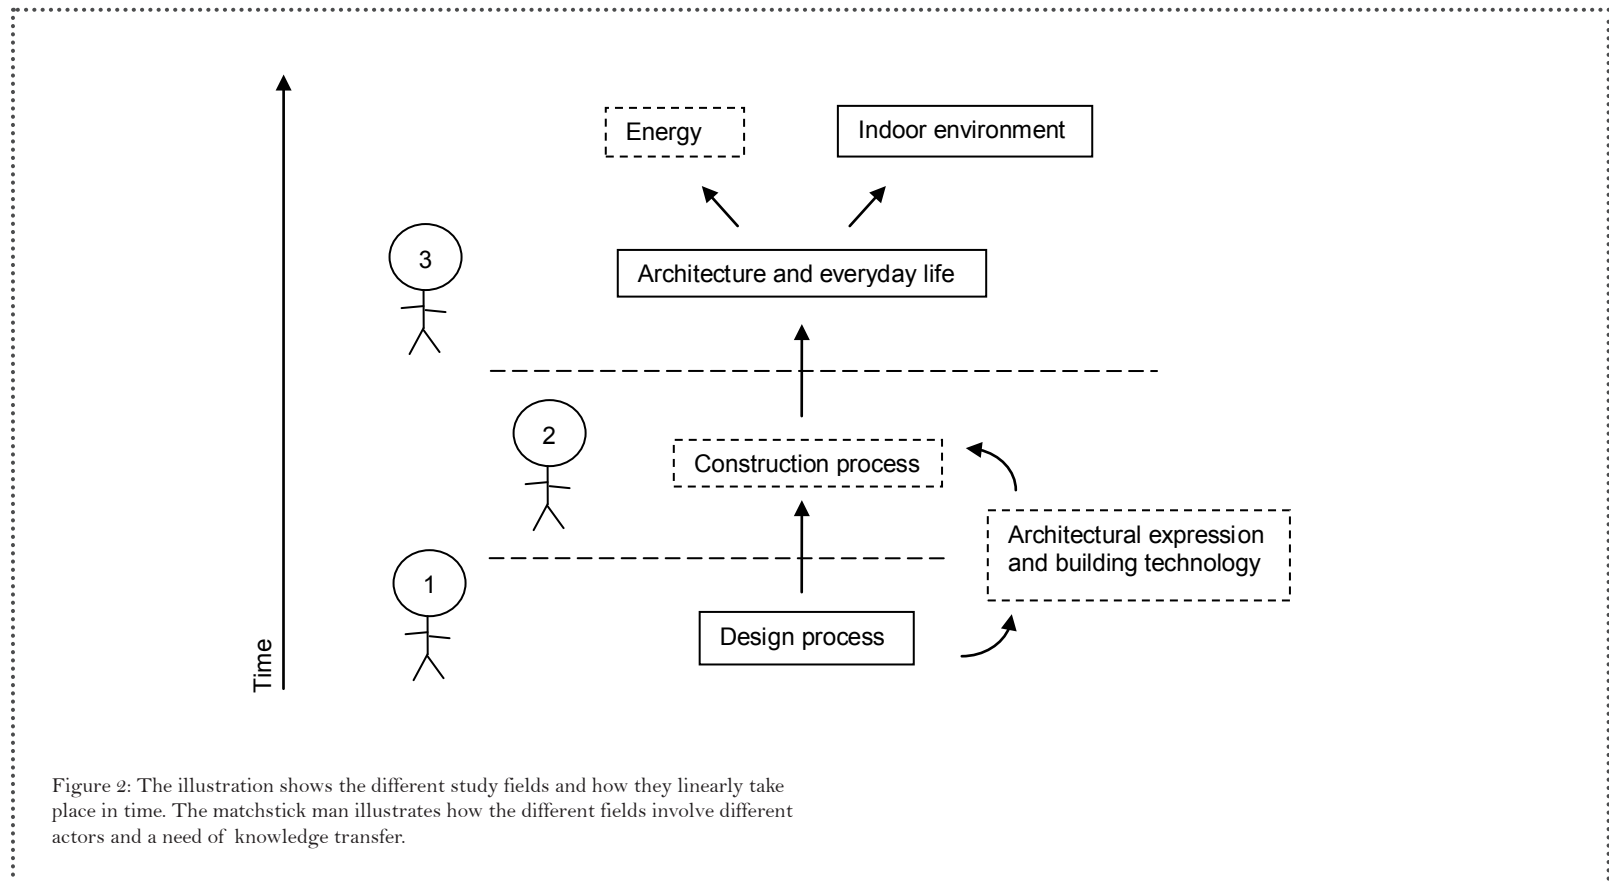 Energy
Indoor environment
3
Architecture and everyday life
2
Construction process
Architectural expression
and building technology
1
Design process
Time
Figure 2: The illustration shows the different study fields and how they linearly take
place in time. The matchstick man illustrates how the different fields involve different
actors and a need of knowledge transfer.